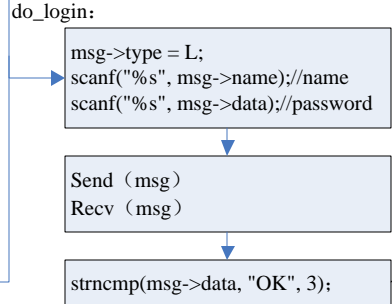 do_login：
msg->type = L;
scanf("%s", msg->name);//name
scanf("%s", msg->data);//password
Send（msg）
Recv（msg）
strncmp(msg->data, "OK", 3)；